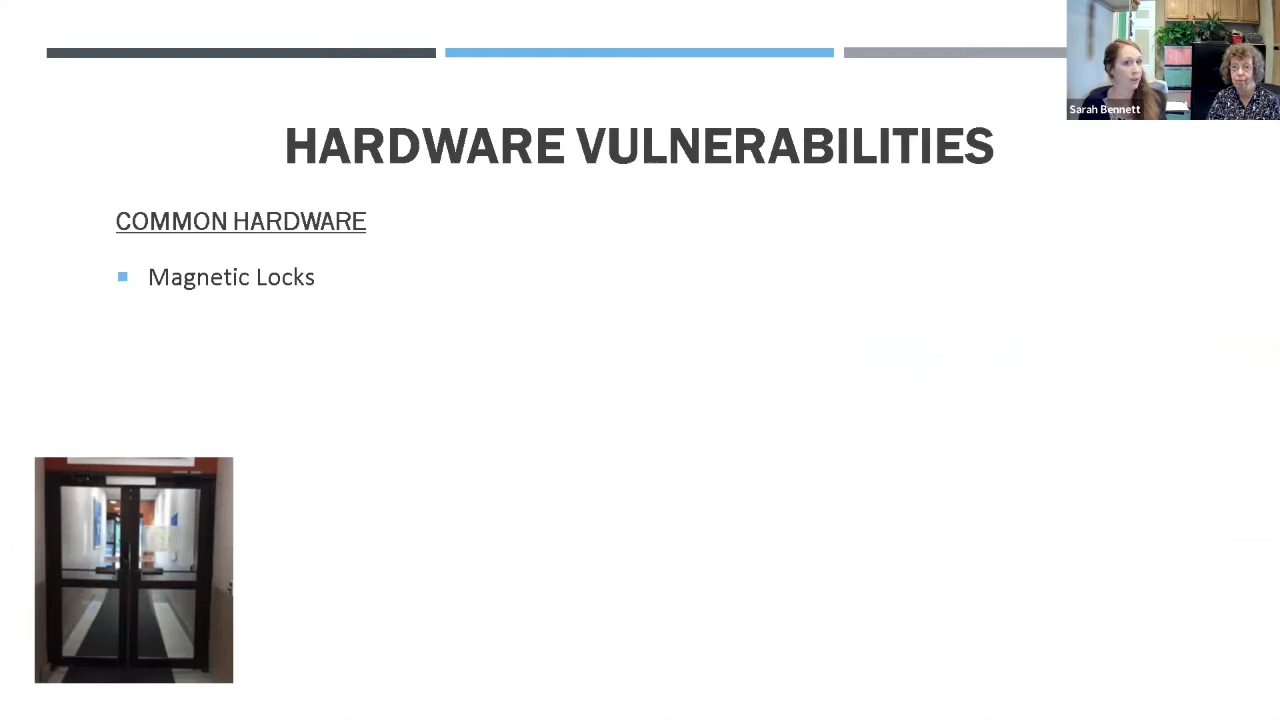 Sarah Bennett
HARDWARE VULNERABILITIES
COMMON HARDWARE
Magnetic Locks